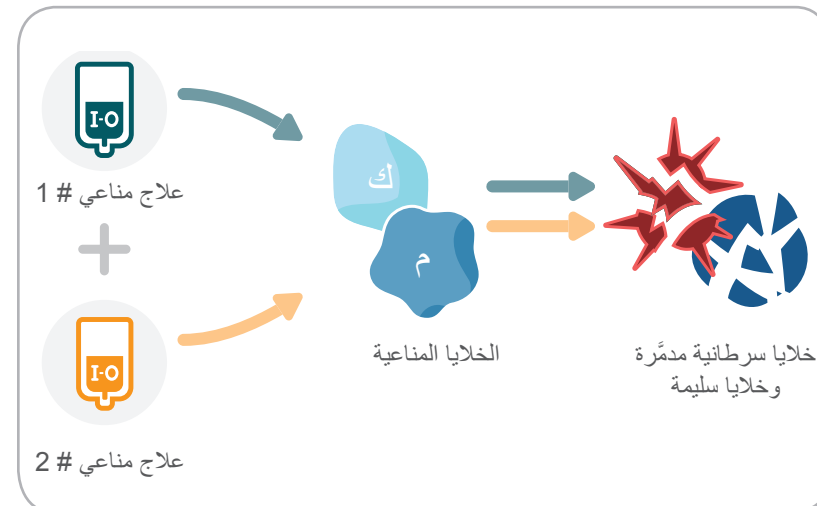 I-O
علاج مناعي # 1
I-O
علاج مناعي # 2
ك
م
الخلايا المناعية
خلايا سرطانية مدمَّرة
وخلايا سليمة